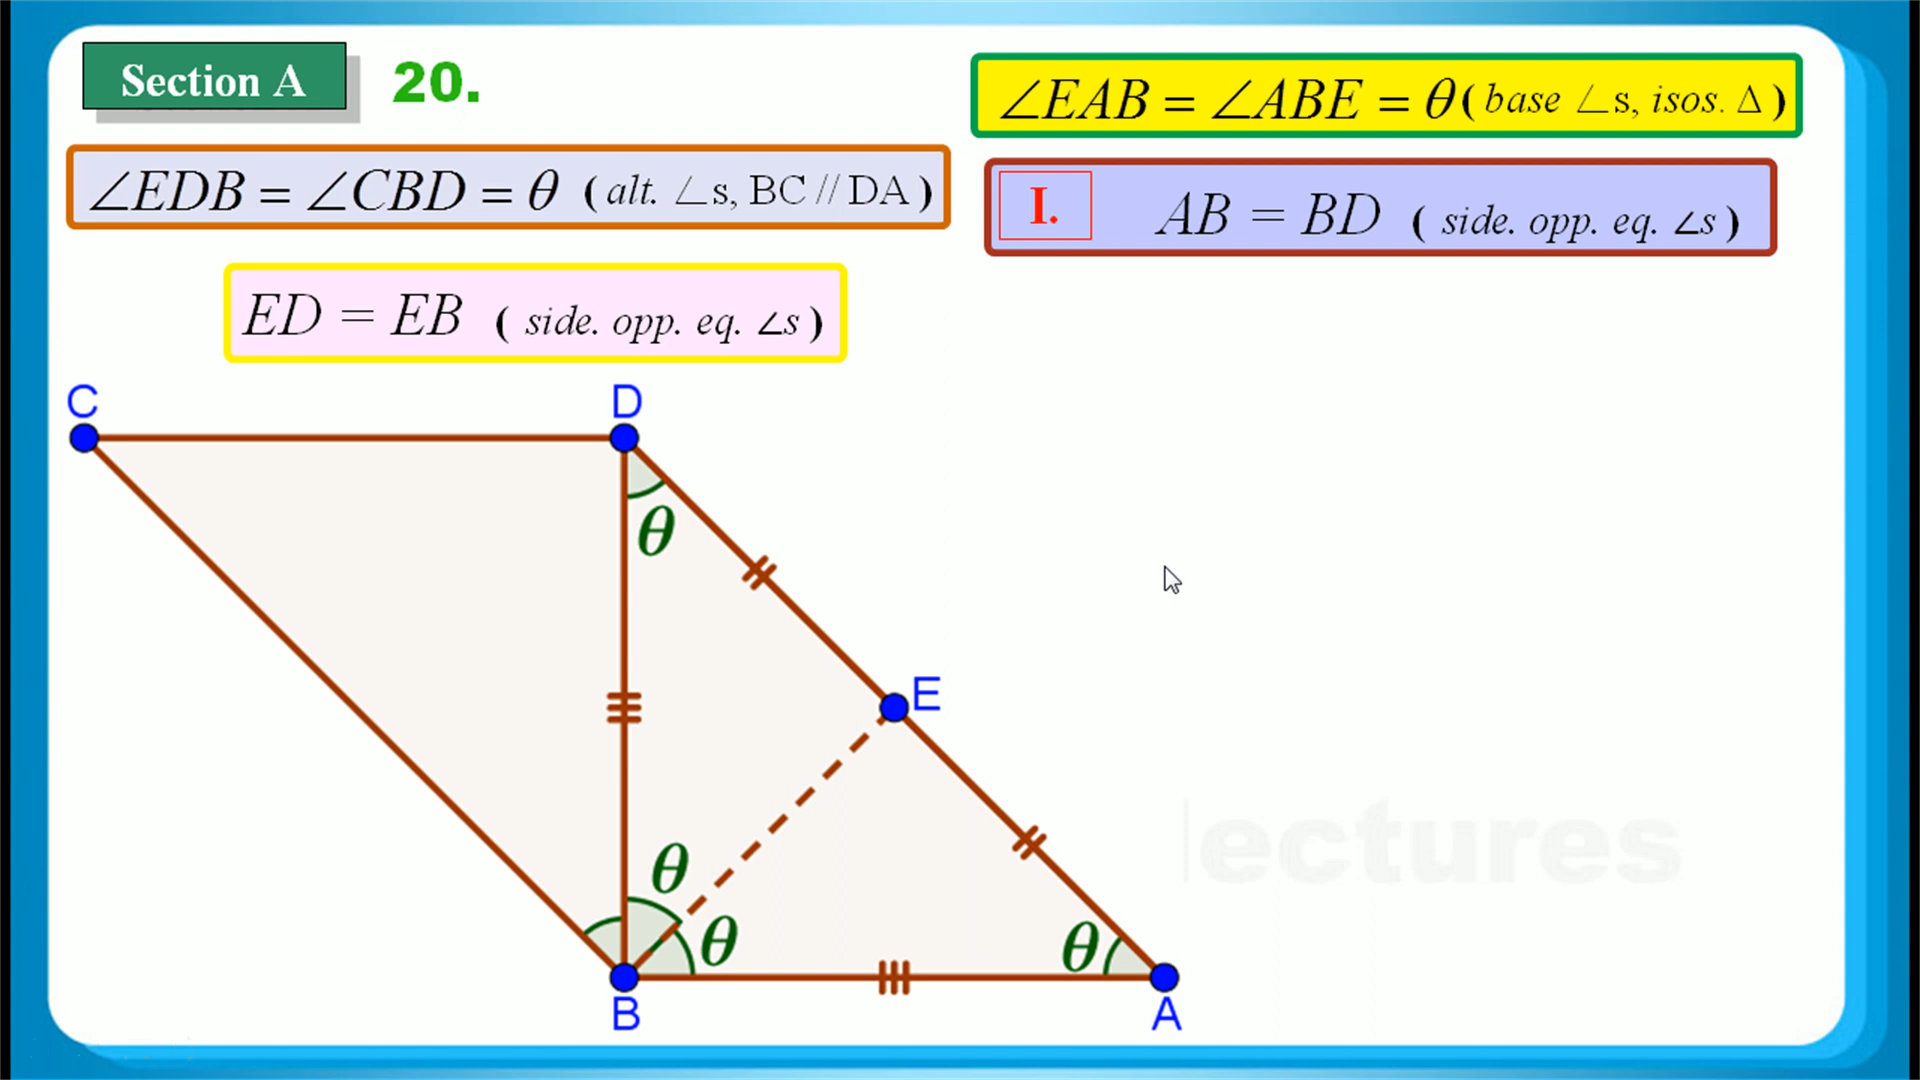 Section A 20.
∠EAB = ∠ABE = θ ( base ∠s, isos. Δ )
∠EDB = ∠CBD = θ ( alt. ∠s, BC // DA )
I. AB = BD ( side. opp. eq. ∠s )
ED = EB ( side. opp. eq. ∠s )
C D
θ
E
lectures
θ
θ θ
B A